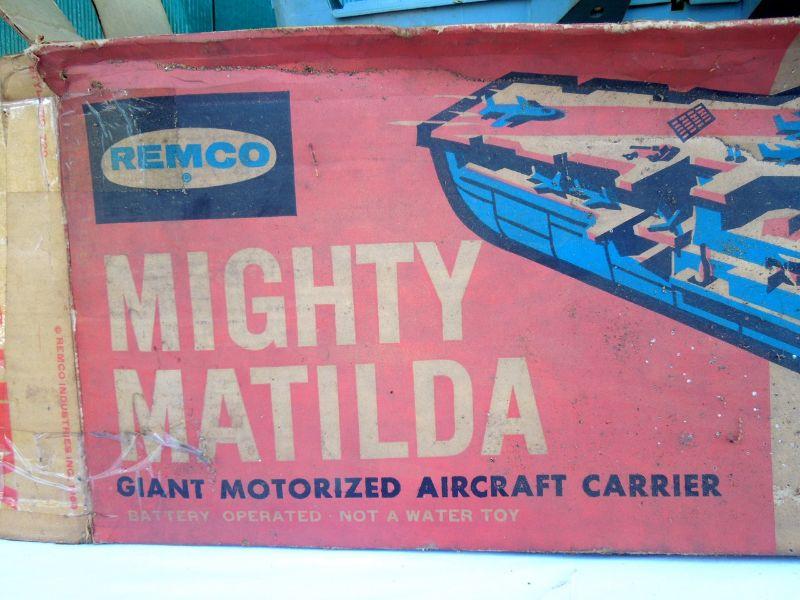 REMCO
®
MIGHTY
MATILDA
GIANT MOTORIZED AIRCRAFT CARRIER
BATTERY OPERATED · NOT A WATER TOY
© REMCO INDUSTRIES INC.